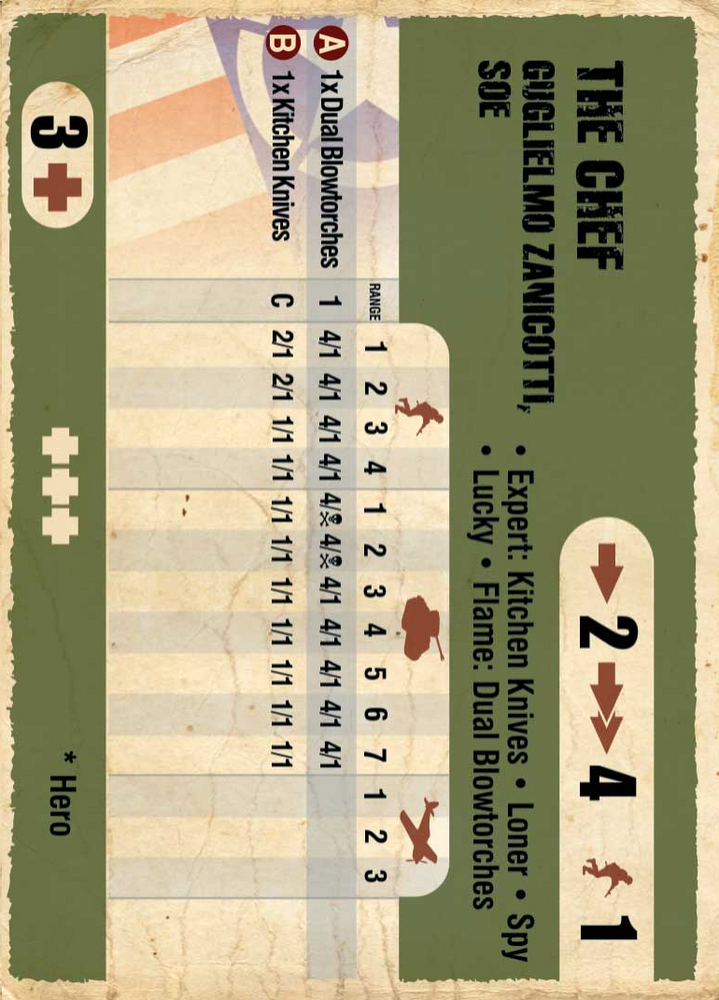 THE CHEF
GUGLIELMO ZANICOTTI,
SOE
2 4 1
• Expert: Kitchen Knives • Loner • Spy
• Lucky • Flame: Dual Blowtorches
RANGE 1 2 3 4 1 2 3 4 5 6 7 1 2 3
A 1x Dual Blowtorches 1 4/1 4/1 4/1 4/1 4/☠ 4/☠ 4/1 4/1 4/1 4/1 4/1
B 1x Kitchen Knives C 2/1 2/1 1/1 1/1 1/1 1/1 1/1 1/1 1/1 1/1 1/1
3
* Hero